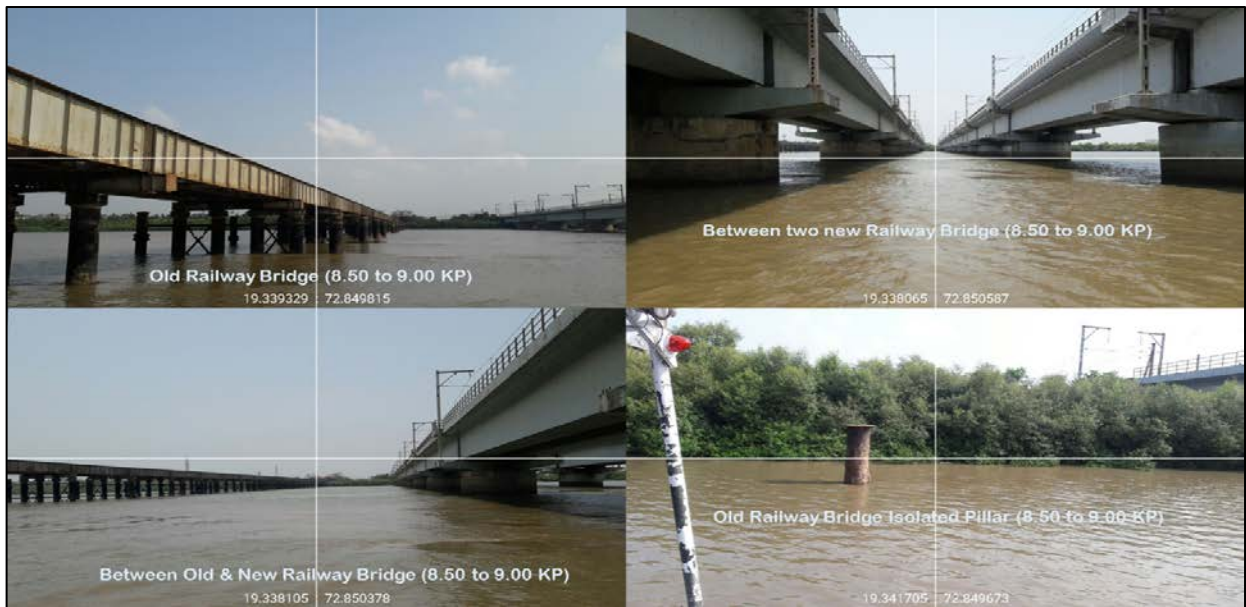 Old Railway Bridge (8.50 to 9.00 KP)
19.339329 : 72.849815
Between two new Railway Bridge (8.50 to 9.00 KP)
19.338065 72.850587
Between Old & New Railway Bridge (8.50 to 9.00 KP)
19.338105 72.850378
Old Railway Bridge Isolated Pillar (8.50 to 9.00 KP)
19.341705 72.849673